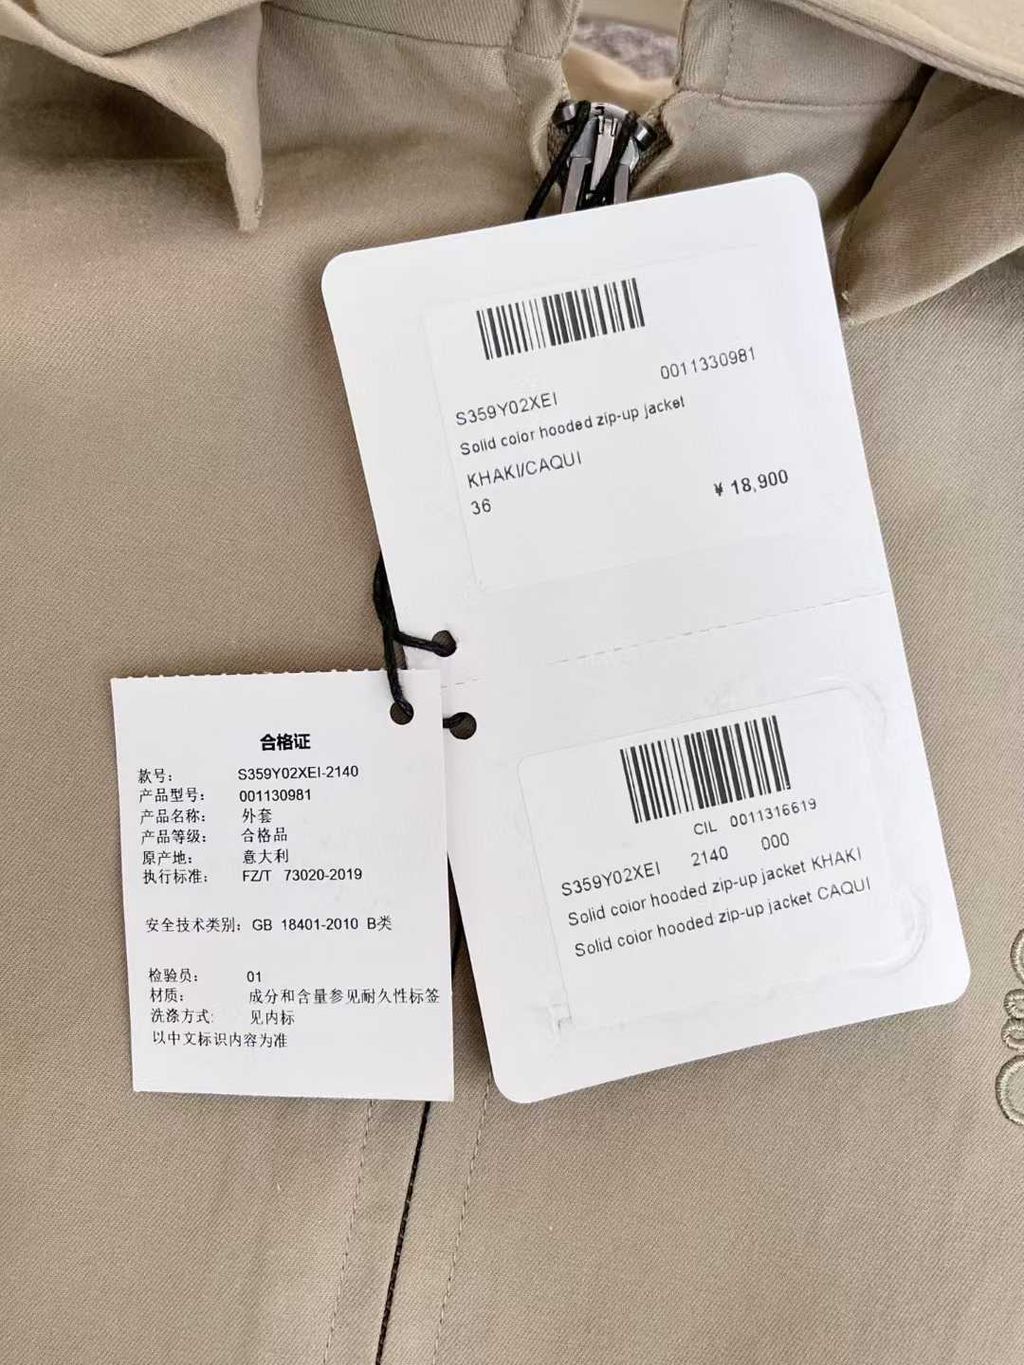 0011330981
S359Y02XEI
Solid color hooded zip-up jacket
KHAKI/CAQUI
36
¥ 18,900
CIL 0011316619
S359Y02XEI 2140 000
Solid color hooded zip-up jacket KHAKI
Solid color hooded zip-up jacket CAQUI
合格证
款号: S359Y02XEI-2140
产品型号: 001130981
产品名称: 外套
产品等级: 合格品
原产地: 意大利
执行标准: FZ/T 73020-2019
安全技术类别: GB 18401-2010 B类
检验员: 01
材质: 成分和含量参见耐久性标签
洗涤方式: 见内标
以中文标识内容为准